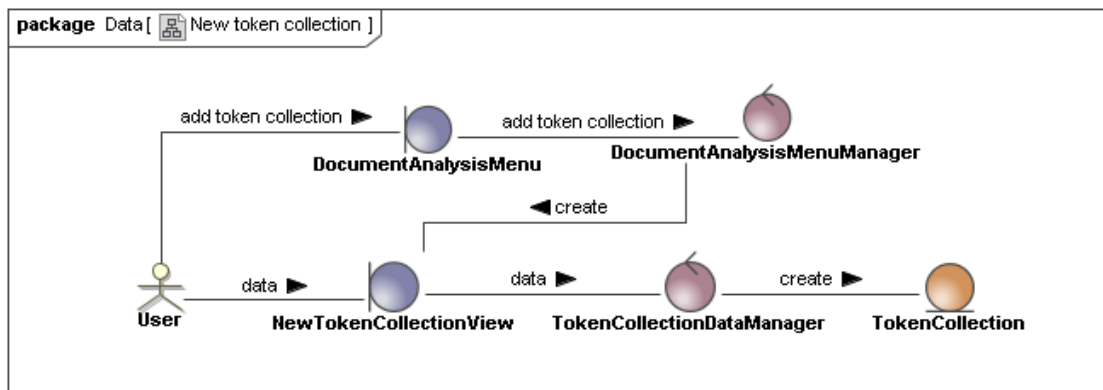 package Data [ New token collection ]
add token collection
add token collection
DocumentAnalysisMenu
DocumentAnalysisMenuManager
create
data
data
create
User
NewTokenCollectionView
TokenCollectionDataManager
TokenCollection